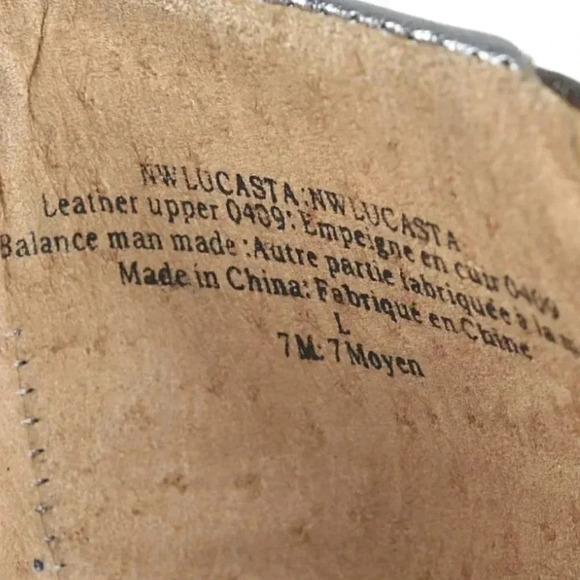 NWLUCASTA:NWLUCASTA
Leather upper 0409: Empeigne en cuir 0409
Balance man made :Autre partie fabriquée à la
Made in China: Fabriqué en Chine
L
7M: 7Moyen